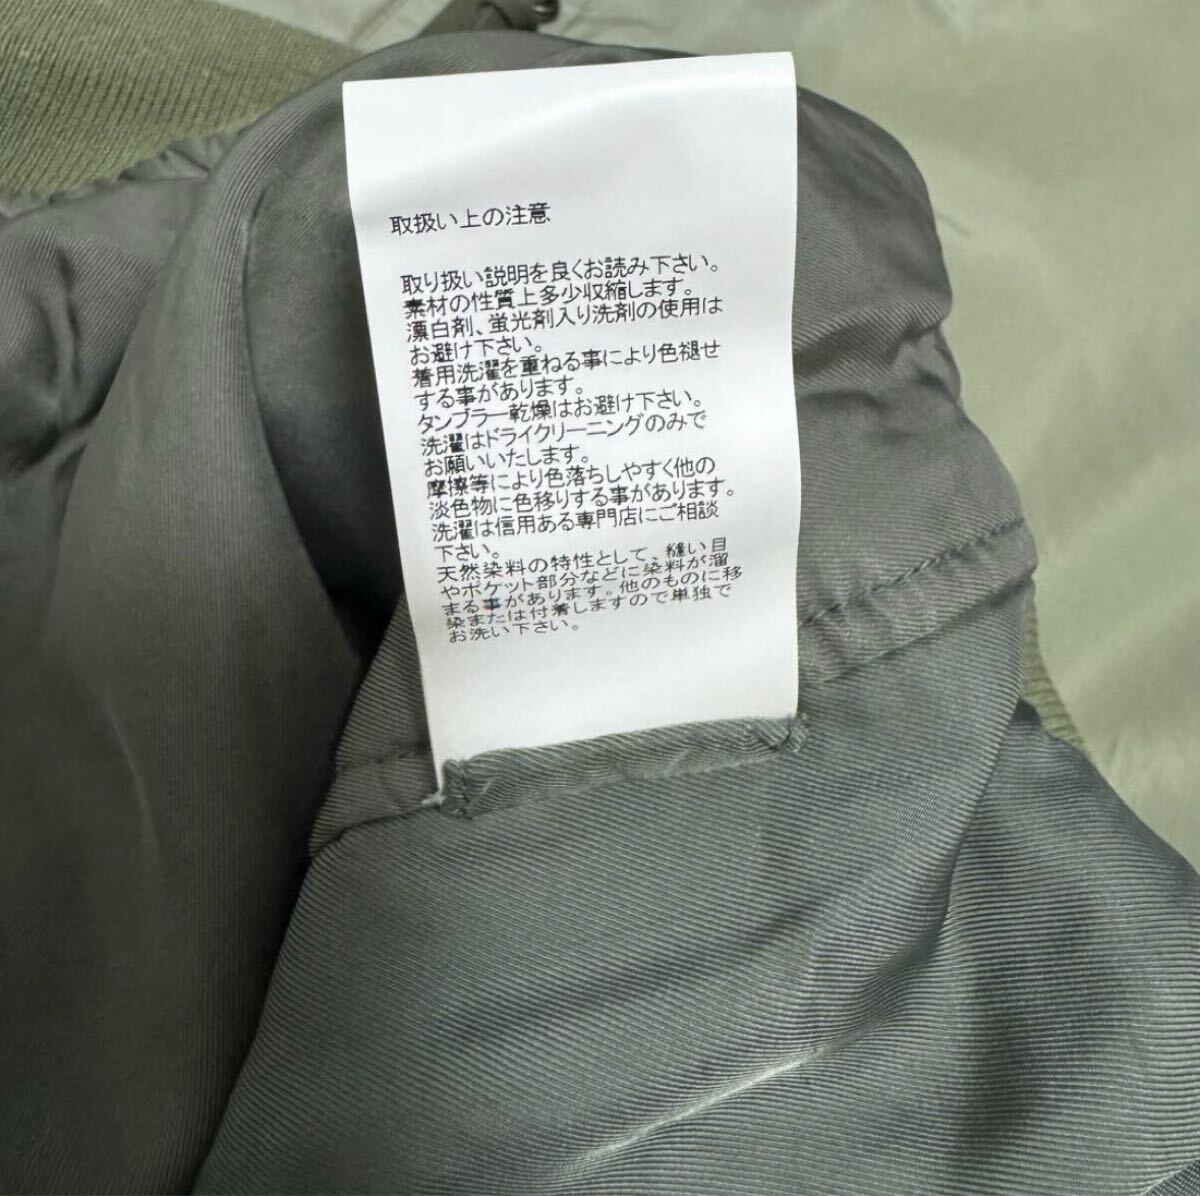 取扱い上の注意
取り扱い説明を良くお読み下さい。
素材の性質上多少収縮します。
漂白剤、蛍光剤入り洗剤の使用は
お避け下さい。
着用洗濯を重ねる事により色褪せ
する事があります。
タンブラー乾燥はお避け下さい。
洗濯はドライクリーニングのみで
お願いいたします。
摩擦等により色落ちしやすく他の
淡色物に色移りする事があります。
洗濯は信用ある専門店にご相談
下さい。
天然染料の特性として、縫い目
やポケット部分などに染料が溜
まる事があります。他のものに移
染または付着しますので単独で
お洗い下さい。